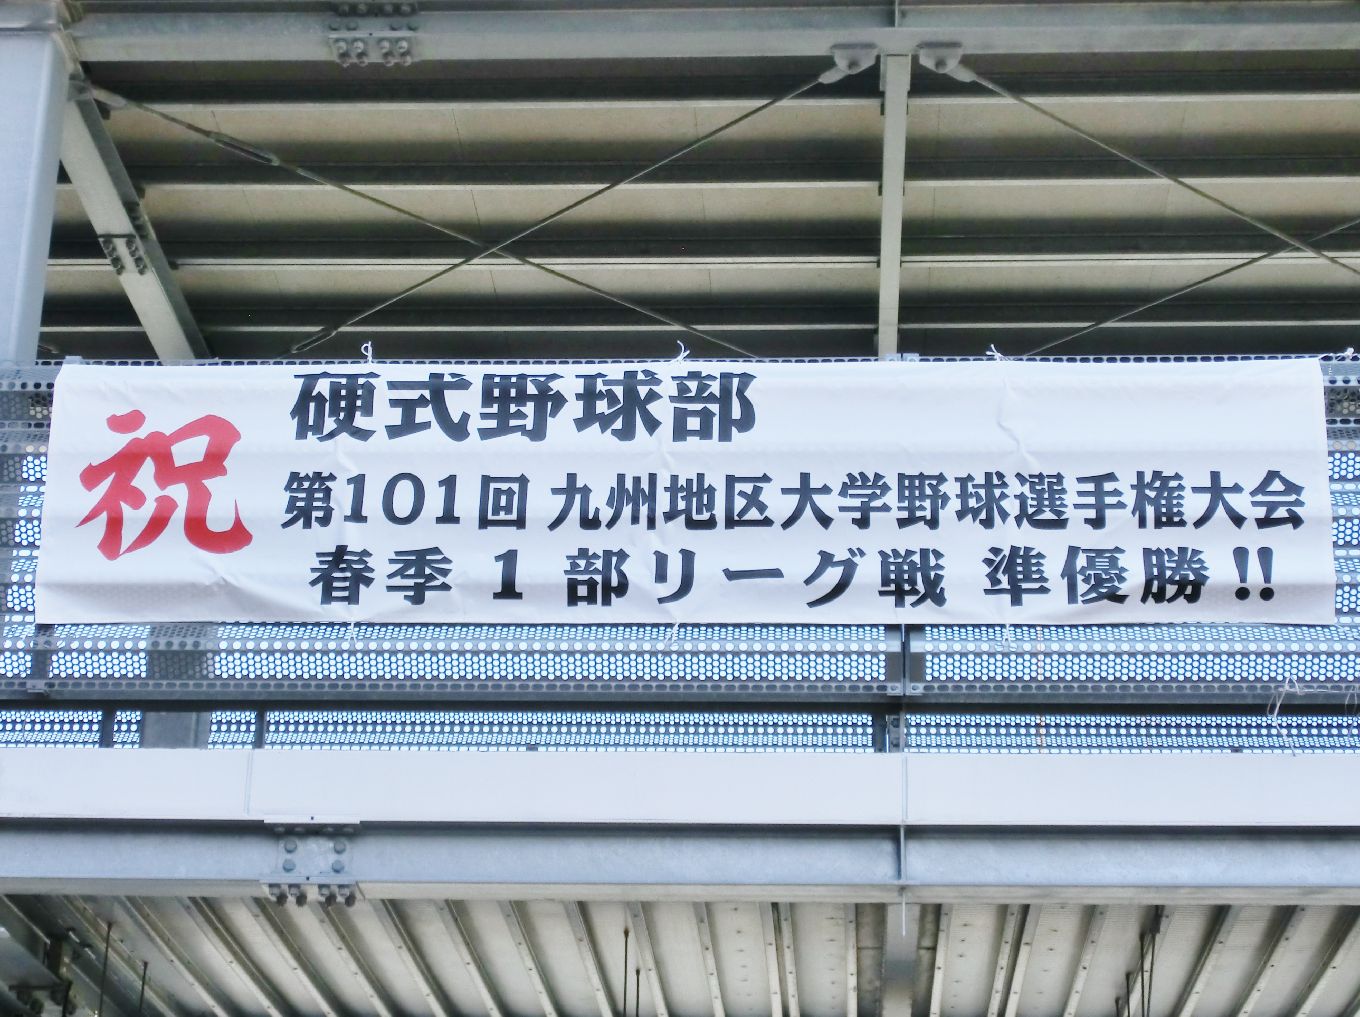 祝
硬式野球部
第101回 九州地区大学野球選手権大会
春季 1 部リーグ戦 準優勝!!